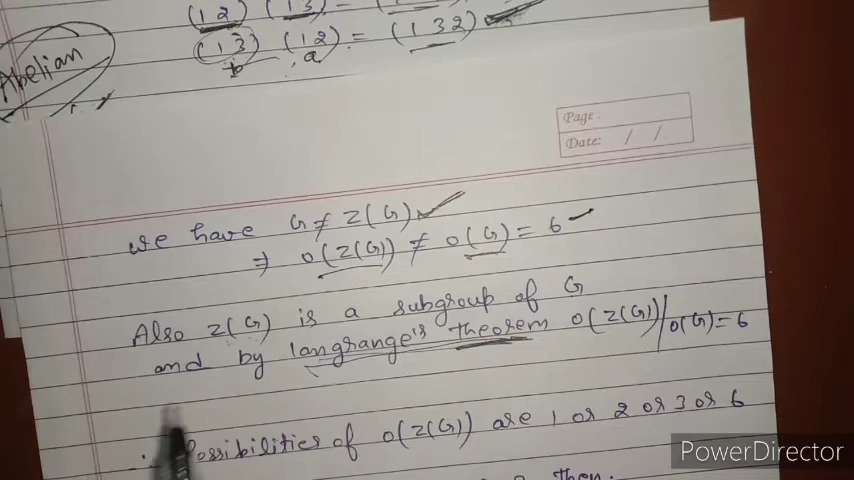 (1 2) (1 3) =
(1 3) (1 2) = (1 3 2)
b a
Abelian
Page :
Date: / /
we have G ≠ Z(G)
⇒ o(Z(G)) ≠ o(G) = 6
Also Z(G) is a subgroup of G
and by langrange's theorem o(Z(G))/o(G)=6
∴ Possibilities of o(Z(G)) are 1 or 2 or 3 or 6
then
PowerDirector